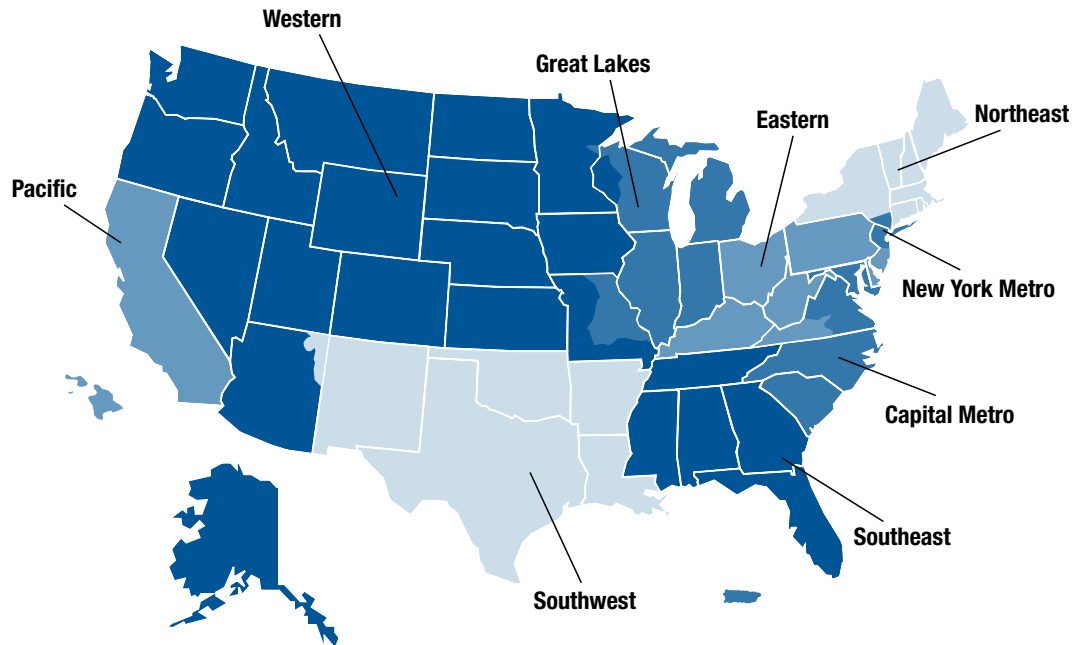 Western
Great Lakes
Eastern
Northeast
Pacific
New York Metro
Capital Metro
Southeast
Southwest